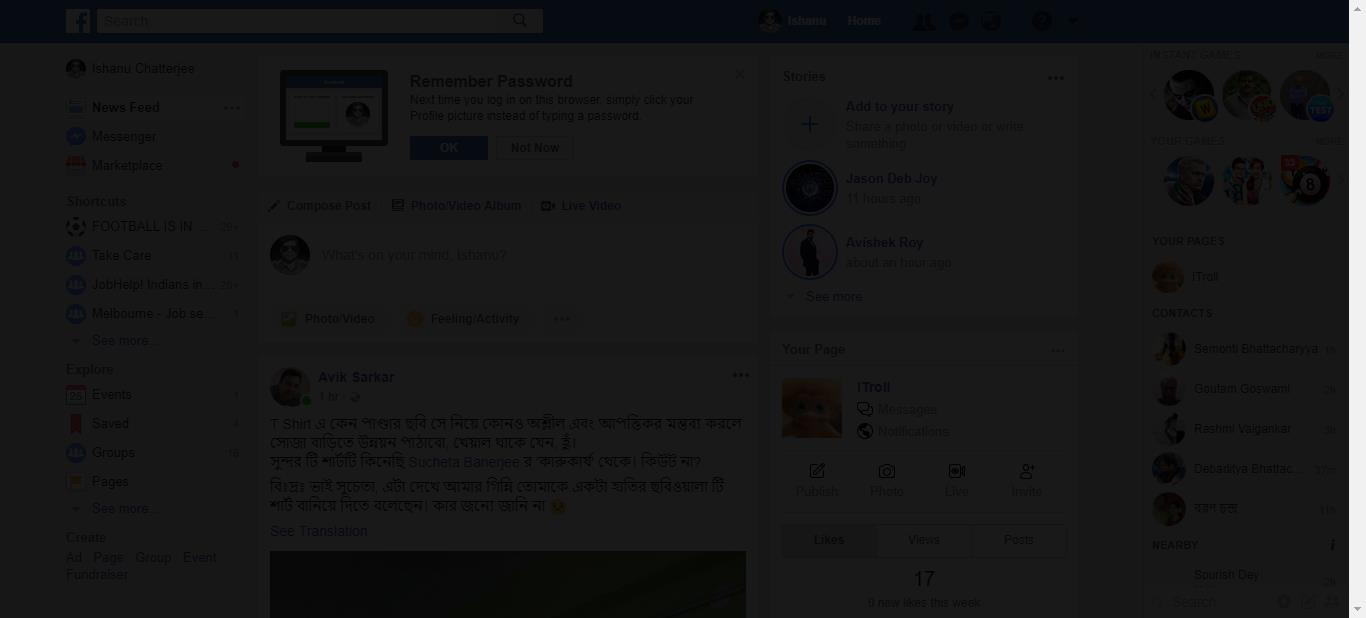 Search
Ishanu
Home
Ishanu Chatterjee
News Feed
Messenger
Marketplace
Shortcuts
FOOTBALL IS IN ... 20+
Take Care 11
JobHelp! Indians in... 20+
Melbourne - Job se... 1
See more...
Explore
Events 1
Saved 4
Groups 16
Pages
See more...
Create
Ad Page Group Event
Fundraiser
Remember Password
Next time you log in on this browser, simply click your
Profile picture instead of typing a password.
OK Not Now
Compose Post Photo/Video Album Live Video
What's on your mind, Ishanu?
Photo/Video Feeling/Activity
Avik Sarkar
1 hr
T Shirt এ কেন পাণ্ডার ছবি সে নিয়ে কোনও অশ্লীল এবং আপত্তিকর মন্তব্য করলে
সোজা বাড়িতে উন্নয়ন পাঠাবো, খেয়াল থাকে যেন, হুঁ।
সুন্দর টি শার্টটি কিনেছি Sucheta Banerjee র 'কারুকার্য' থেকে। কিউট না?
বিঃদ্রঃ ভাই সুচেতা, এটা দেখে আমার গিন্নি তোমাকে একটা হাতির ছবিওয়ালা টি
শার্ট বানিয়ে দিতে বলেছেন। কার জন্যে জানি না
See Translation
Stories
Add to your story
Share a photo or video or write
something
Jason Deb Joy
11 hours ago
Avishek Roy
about an hour ago
See more
Your Page
!Troll
Messages
Notifications
Publish Photo Live Invite
Likes Views Posts
17
0 new likes this week
INSTANT GAMES MORE
YOUR GAMES MORE
YOUR PAGES
!Troll
CONTACTS
Semonti Bhattacharyya 1h
Goutam Goswami 2h
Rashmi Vaigankar 3h
Debaditya Bhattac... 37m
বরণ চন্দ্র 11h
NEARBY
Spurish Dey 2h
Search